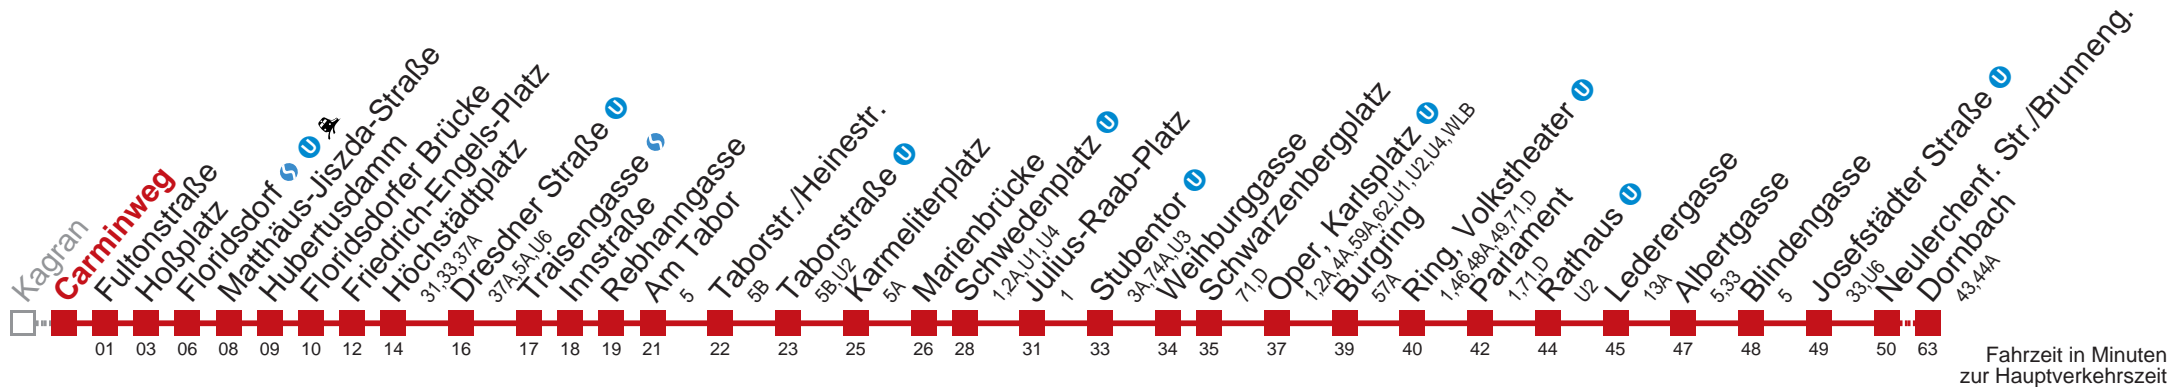 Kagran
Carminweg
Fultonstraße
Hoßplatz
Floridsdorf
Matthäus-Jiszda-Straße
Hubertusdamm
Floridsdorfer Brücke
Friedrich-Engels-Platz
Höchstädtplatz
31,33,37A
Dresdner Straße U
37A,5A,U6
Traisengasse
Innstraße
Rebhanngasse
Am Tabor
5
Taborstr./Heinestr.
5B
Taborstraße U
5B,U2
Karmeliterplatz
5A
Marienbrücke
Schwedenplatz U
1,2A,U1,U4
Julius-Raab-Platz
1
Stubentor U
3A,74A,U3
Weihburggasse
Schwarzenbergplatz
71,D
Oper, Karlsplatz U
1,2A,4A,59A,62,U1,U2,U4,WLB
Burgring
57A
Ring, Volkstheater U
1,46,48A,49,71,D
Parlament
1,71,D
Rathaus U
U2
Lederergasse
13A
Albertgasse
5,33
Blindengasse
5
Josefstädter Straße U
33,U6
Neulerchenf. Str./Brunneng.
Dornbach
43,44A
01 03 06 08 09 10 12 14 16 17 18 19 21 22 23 25 26 28 31 33 34 35 37 39 40 42 44 45 47 48 49 50 63
Fahrzeit in Minuten
zur Hauptverkehrszeit